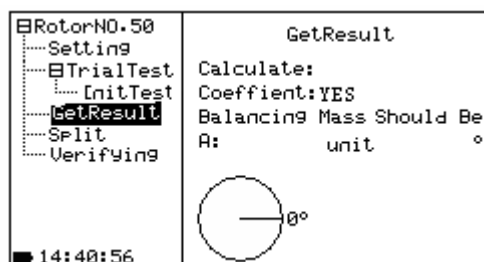 RotorNO.50
Setting
TrialTest
InitTest
GetResult
Split
Verifying
14:40:56
GetResult
Calculate:
Coeffient:YES
Balancing Mass Should Be
A: unit °
0°